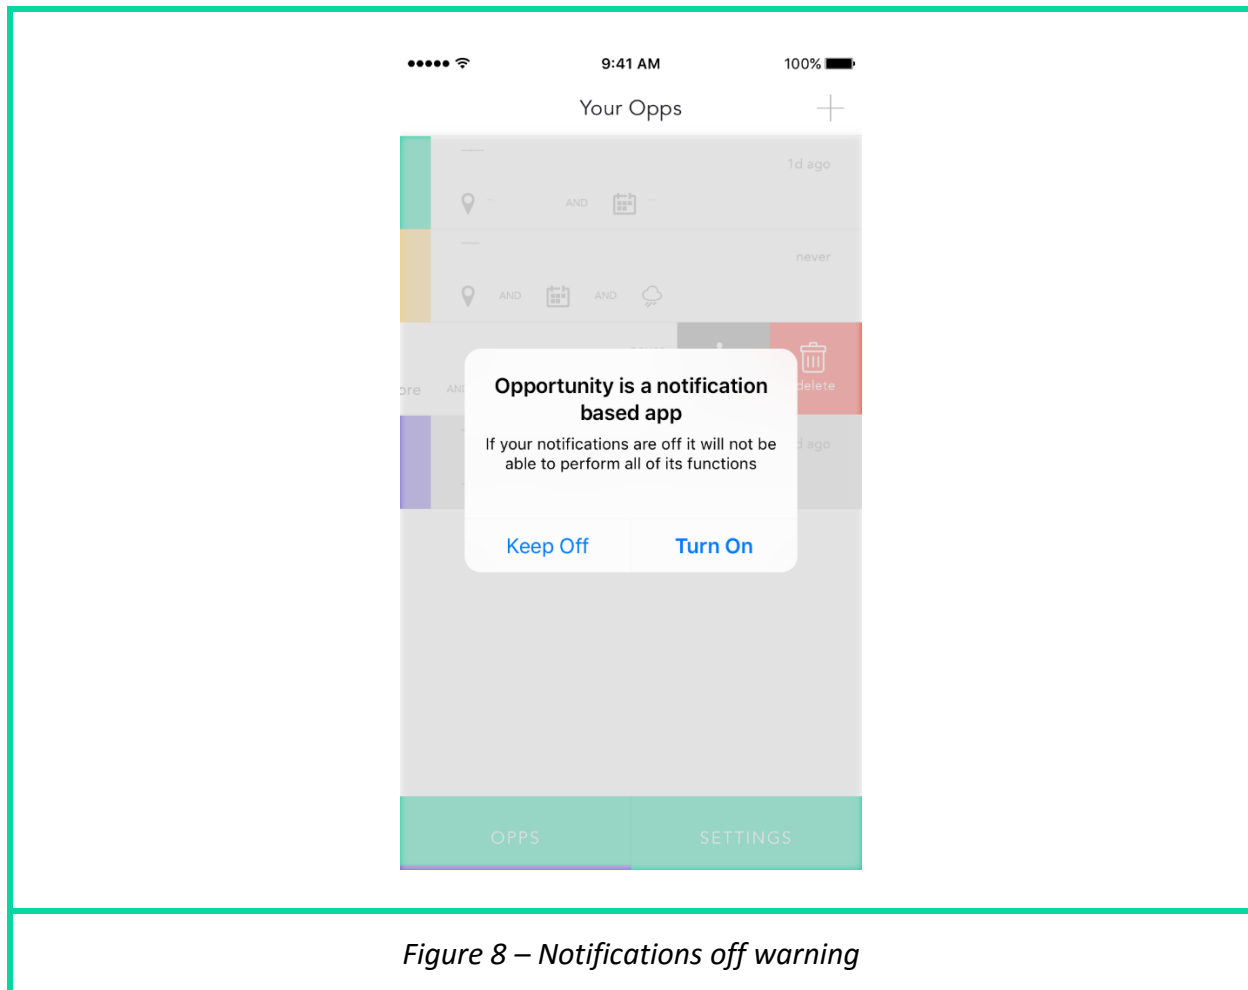 9:41 AM
100%
Your Opps
1d ago
AND
never
AND AND
delete
Opportunity is a notification
based app
If your notifications are off it will not be
able to perform all of its functions
ago
Keep Off Turn On
OPPS SETTINGS
Figure 8 – Notifications off warning